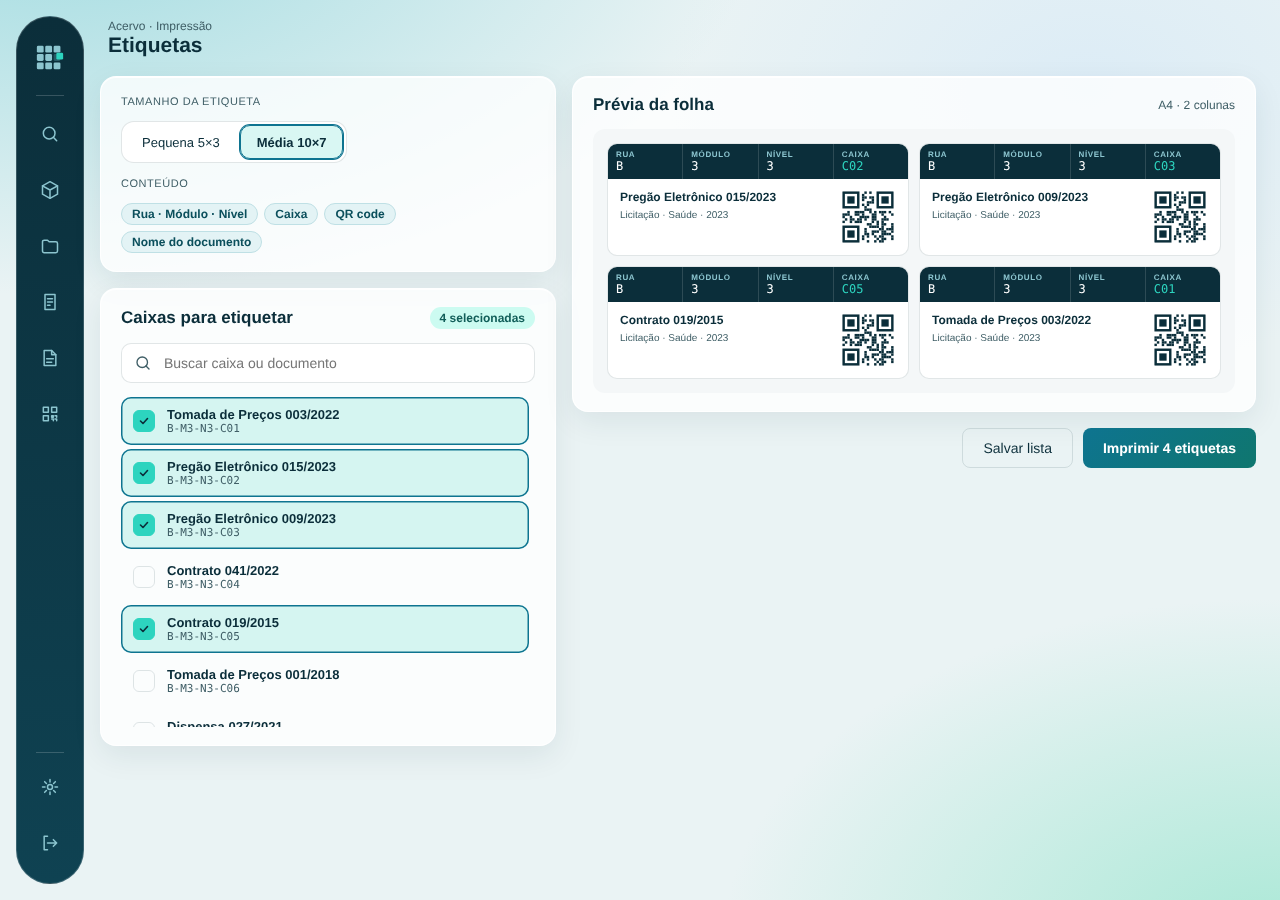 Acervo · Impressão
Etiquetas
TAMANHO DA ETIQUETA
Pequena 5×3
Média 10×7
CONTEÚDO
Rua · Módulo · Nível
Caixa
QR code
Nome do documento
Caixas para etiquetar
4 selecionadas
Buscar caixa ou documento
Tomada de Preços 003/2022
B-M3-N3-C01
Pregão Eletrônico 015/2023
B-M3-N3-C02
Pregão Eletrônico 009/2023
B-M3-N3-C03
Contrato 041/2022
B-M3-N3-C04
Contrato 019/2015
B-M3-N3-C05
Tomada de Preços 001/2018
B-M3-N3-C06
Dispensa 027/2021
Prévia da folha
A4 · 2 colunas
RUA MÓDULO NÍVEL CAIXA
B 3 3 C02
Pregão Eletrônico 015/2023
Licitação · Saúde · 2023
RUA MÓDULO NÍVEL CAIXA
B 3 3 C03
Pregão Eletrônico 009/2023
Licitação · Saúde · 2023
RUA MÓDULO NÍVEL CAIXA
B 3 3 C05
Contrato 019/2015
Licitação · Saúde · 2023
RUA MÓDULO NÍVEL CAIXA
B 3 3 C01
Tomada de Preços 003/2022
Licitação · Saúde · 2023
Salvar lista
Imprimir 4 etiquetas